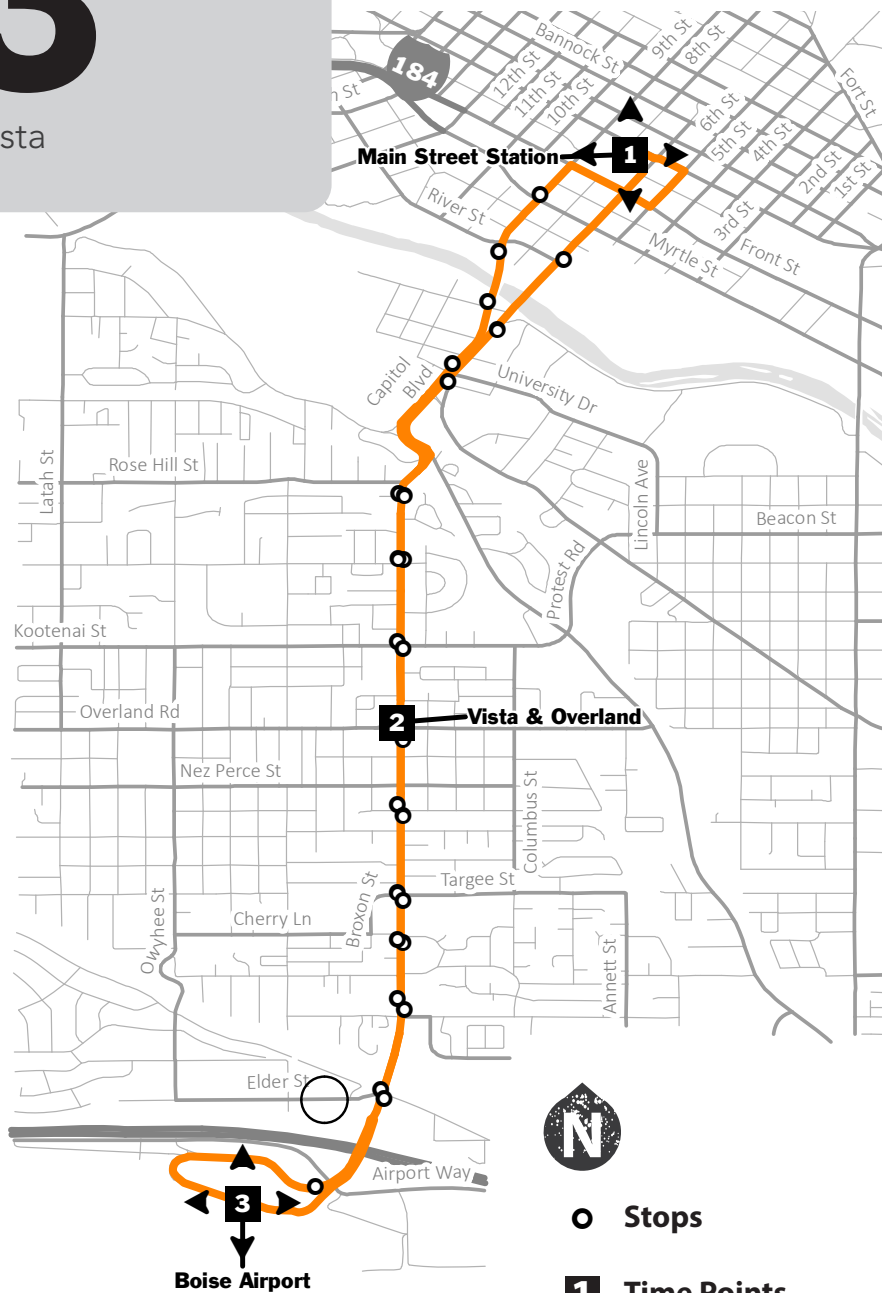 3
sta
184
Bannock St
9th St
8th St
12th St
11th St
10th St
Fort St
6th St
5th St
4th St
2nd St
1st St
3rd St
St
Main Street Station
1
River St
Myrtle St
Front St
Capitol
Blvd
University Dr
Latah St
Rose Hill St
Lincoln Ave
Beacon St
Protest Rd
Kootenai St
Overland Rd
2
Vista & Overland
Nez Perce St
Columbus St
Targee St
Broxon St
Cherry Ln
Owyhee St
Annett St
Elder St
N
Airport Way
3
Stops
Boise Airport
1
Time Points